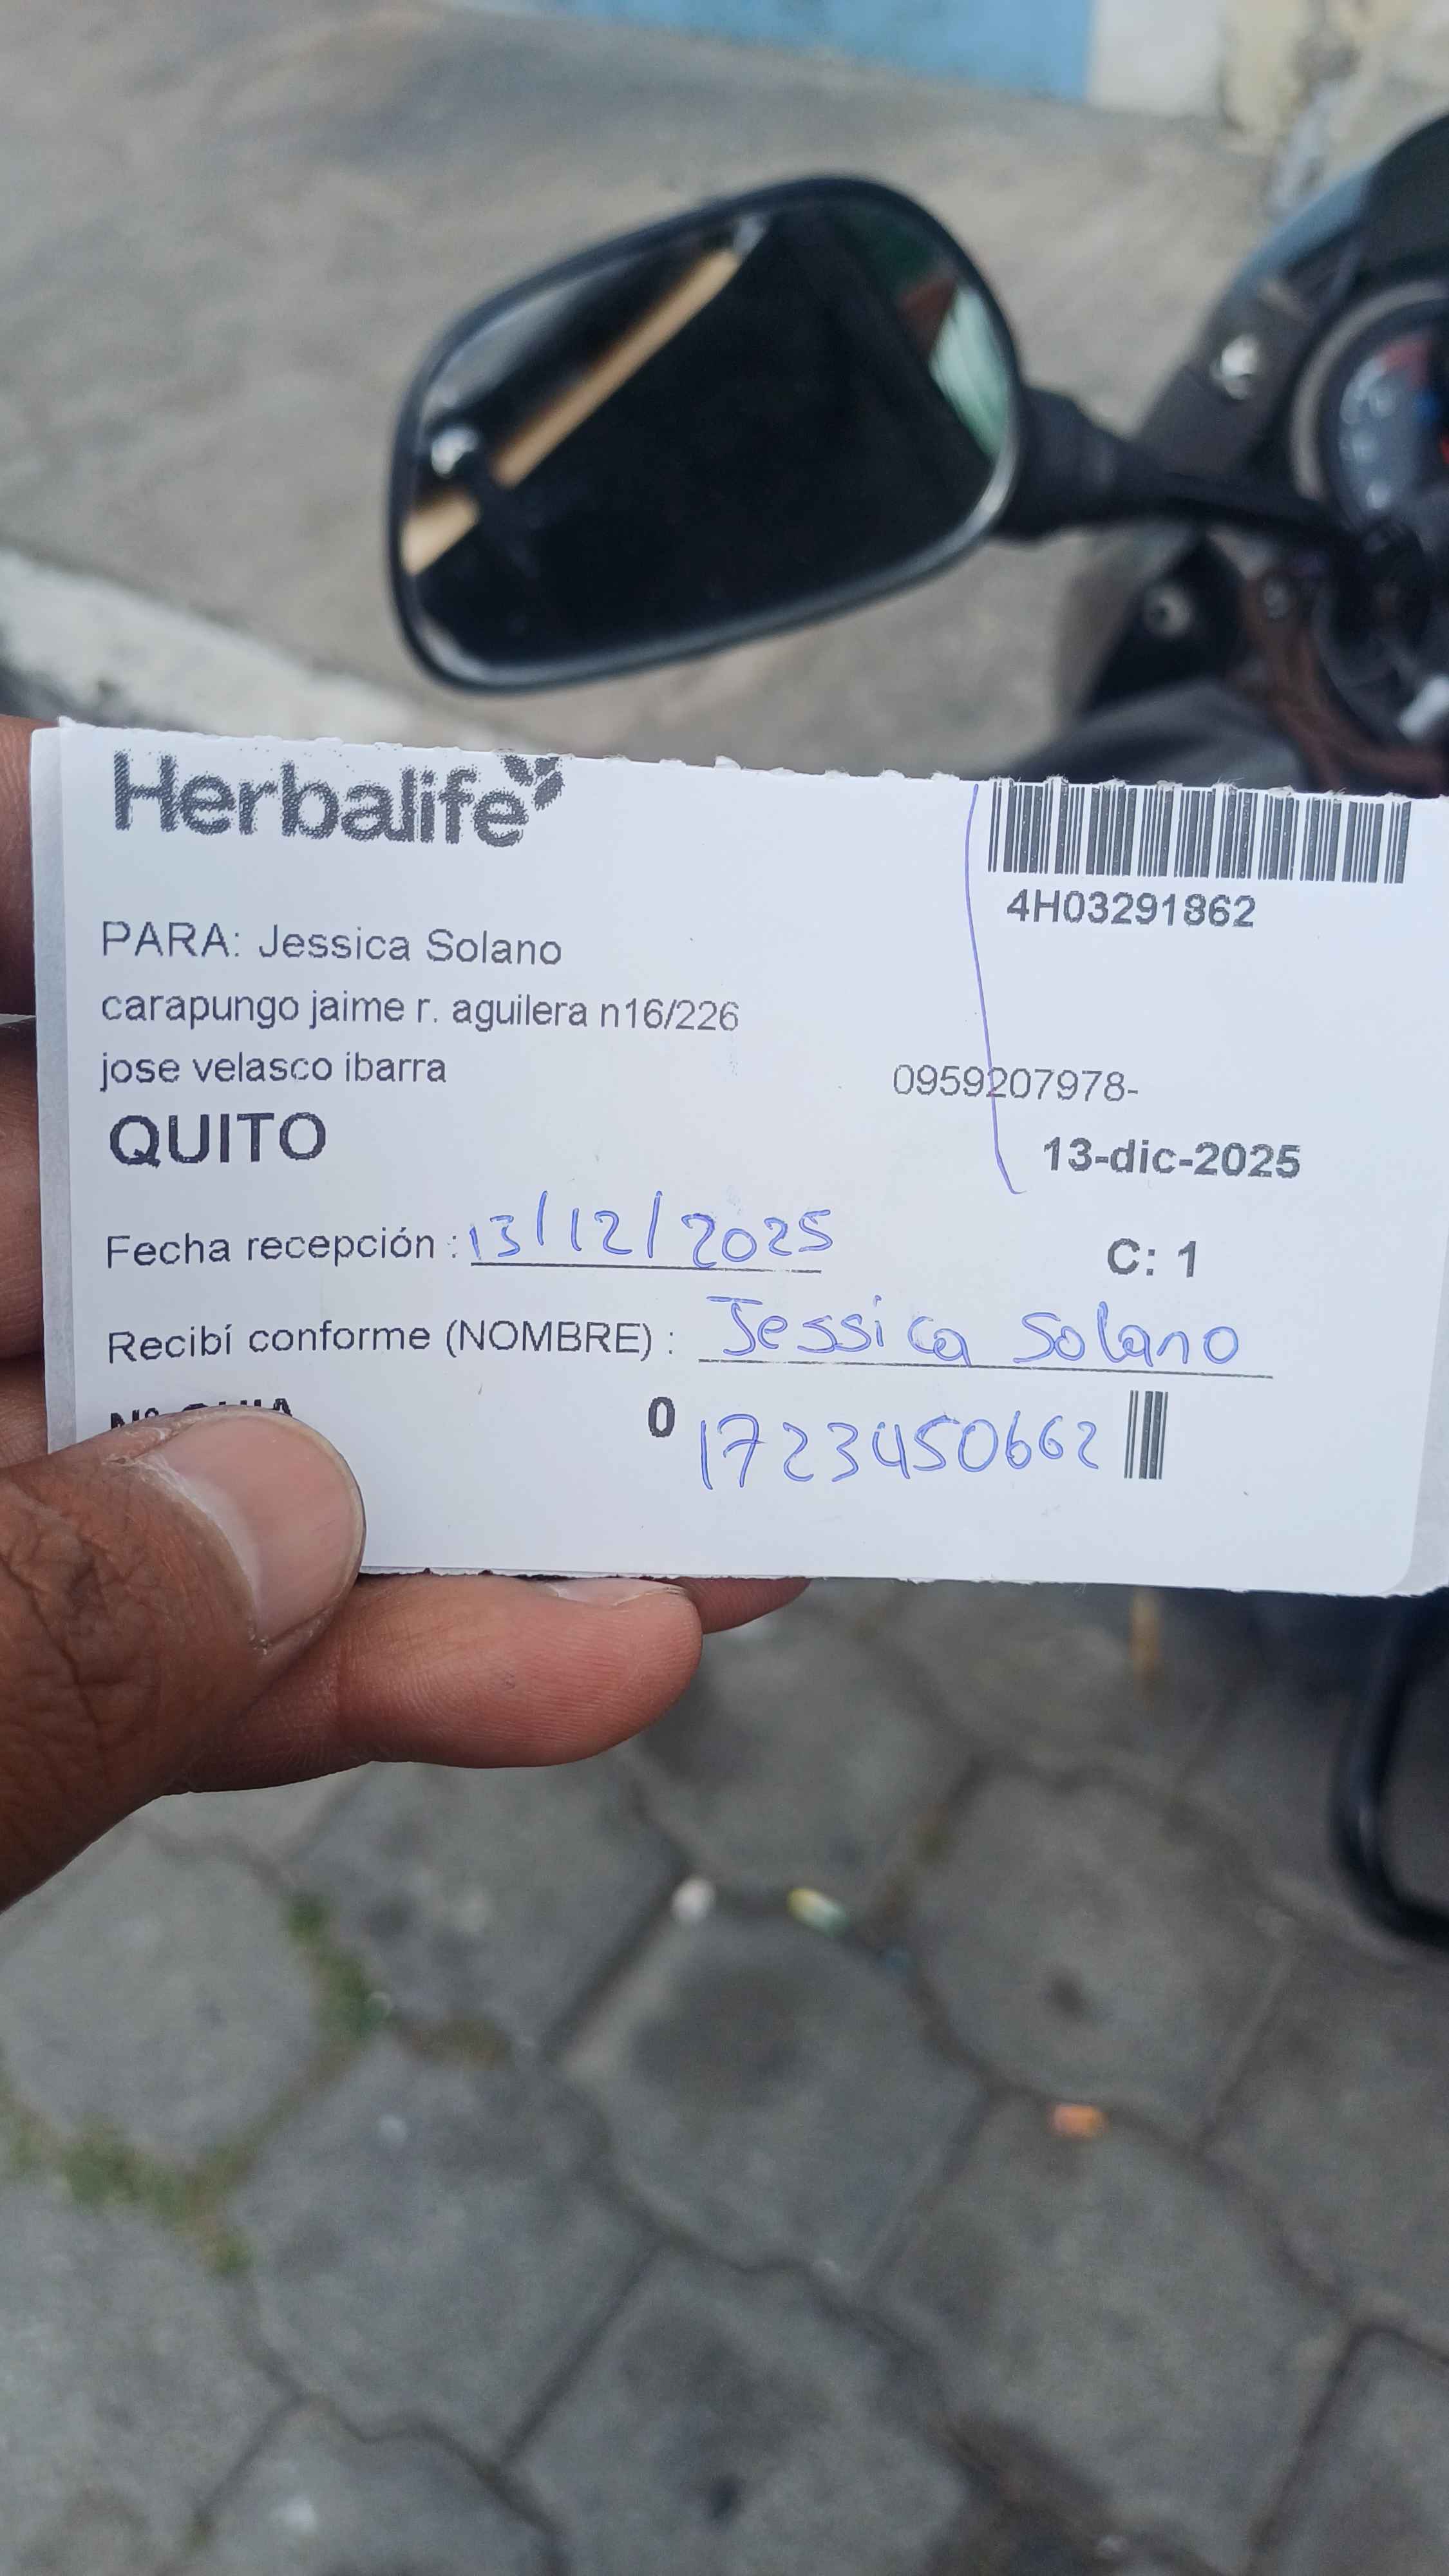 Herbalife
4H03291862
PARA: Jessica Solano
carapungo jaime r. aguilera n16/226
jose velasco ibarra
0959207978-
QUITO
13-dic-2025
Fecha recepción : 13/12/2025
C: 1
Recibí conforme (NOMBRE) : Jessica Solano
Nº 0 1723450662